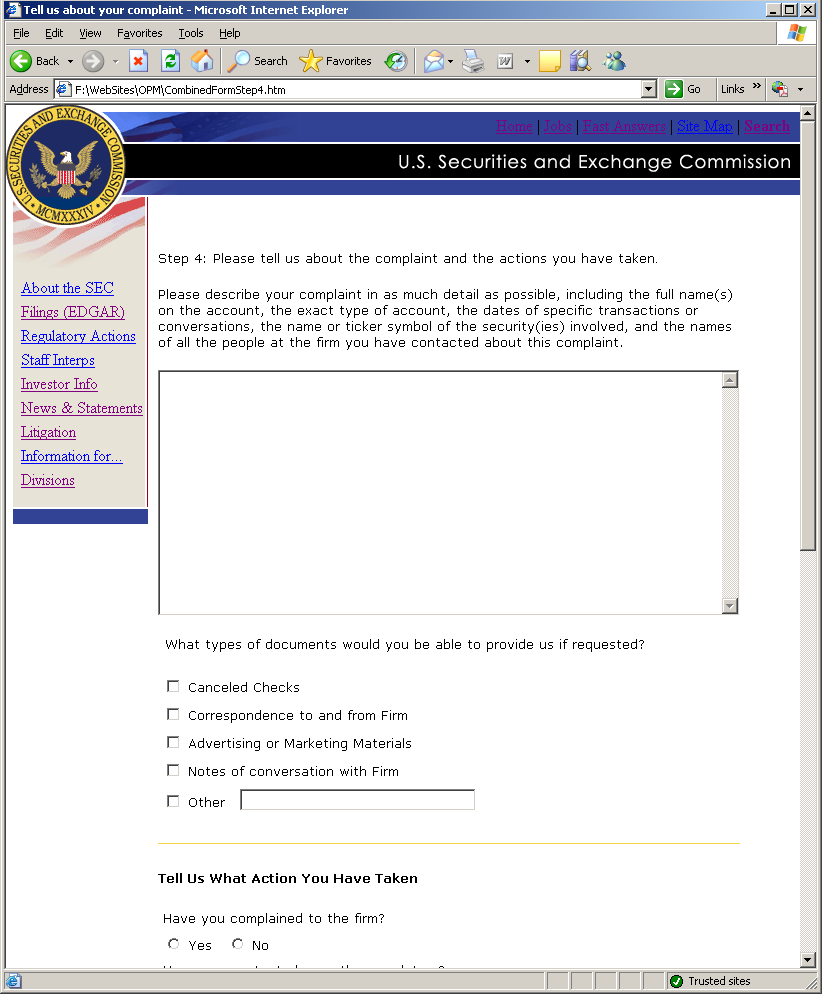 Tell us about your complaint - Microsoft Internet Explorer
File Edit View Favorites Tools Help
Back Search Favorites
Address F:\WebSites\OPM\CombinedFormStep4.htm Go Links »
Home | Jobs | Fast Answers | Site Map | Search
U.S. Securities and Exchange Commission
U.S. SECURITIES AND EXCHANGE COMMISSION
MCMXXXIV
About the SEC
Filings (EDGAR)
Regulatory Actions
Staff Interps
Investor Info
News & Statements
Litigation
Information for...
Divisions
Step 4: Please tell us about the complaint and the actions you have taken.
Please describe your complaint in as much detail as possible, including the full name(s)
on the account, the exact type of account, the dates of specific transactions or
conversations, the name or ticker symbol of the security(ies) involved, and the names
of all the people at the firm you have contacted about this complaint.
What types of documents would you be able to provide us if requested?
Canceled Checks
Correspondence to and from Firm
Advertising or Marketing Materials
Notes of conversation with Firm
Other
Tell Us What Action You Have Taken
Have you complained to the firm?
Yes No
Trusted sites